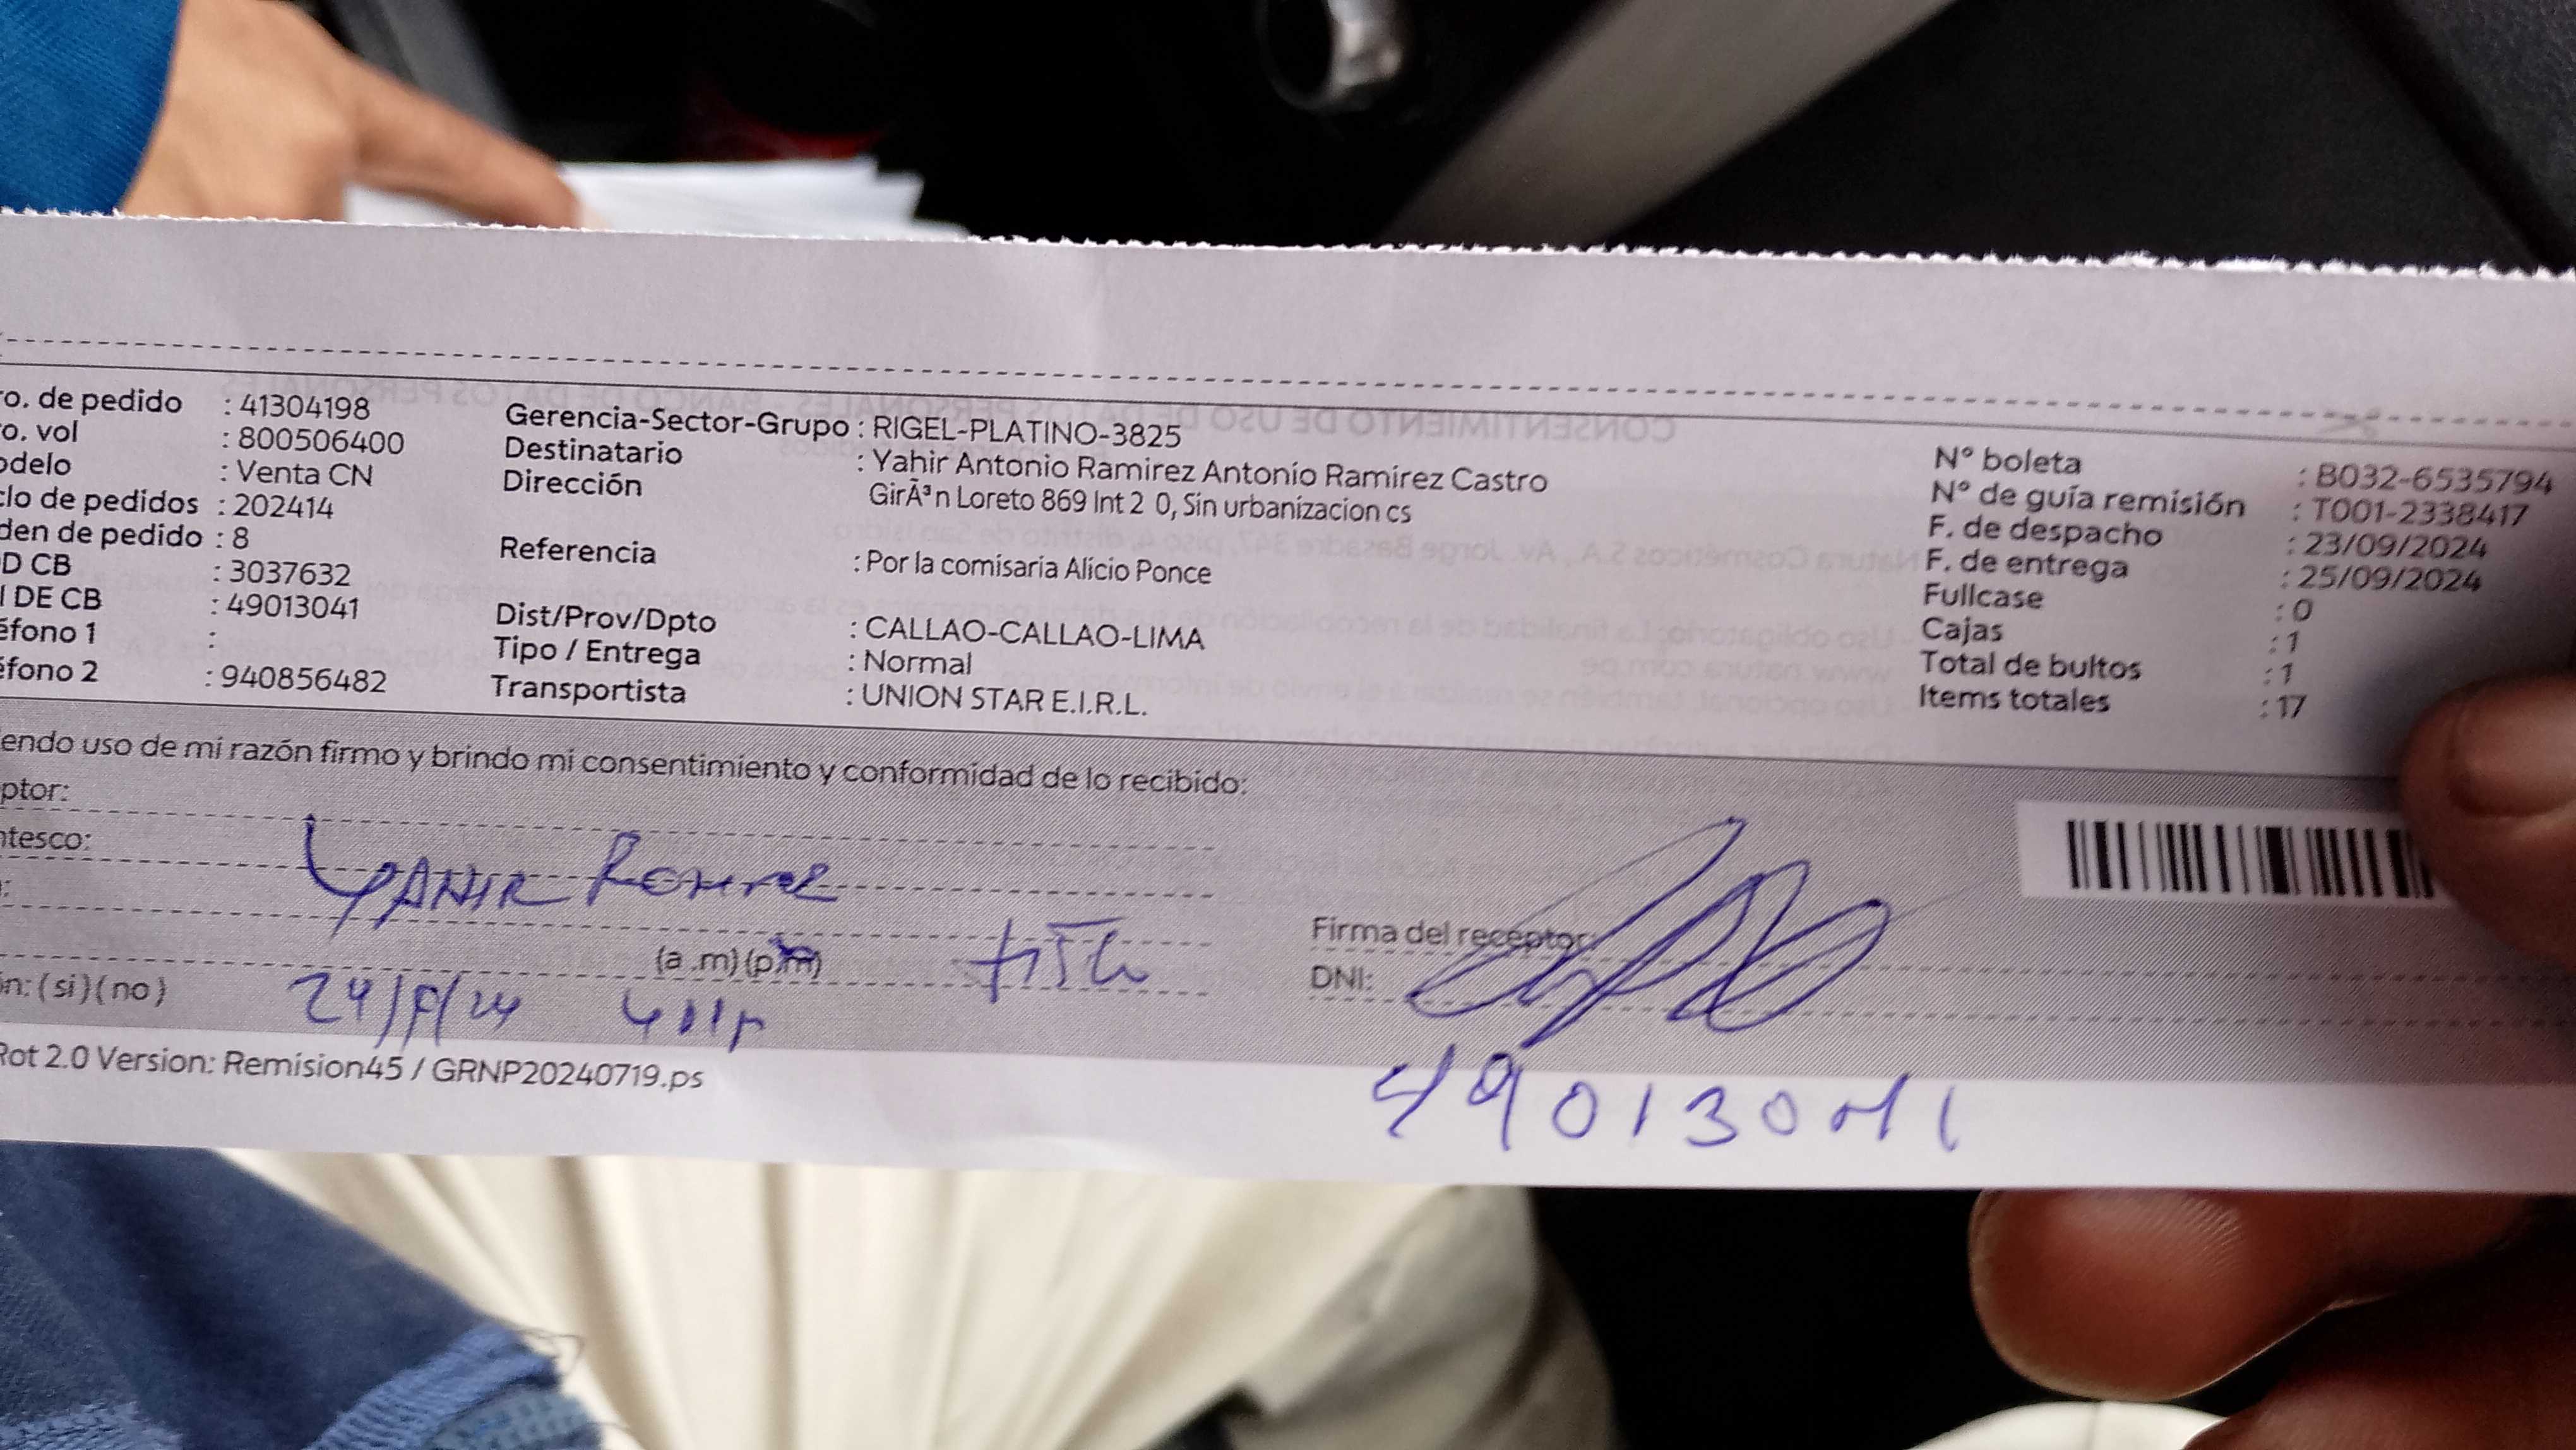 ro. de pedido : 41304198
ro. vol : 800506400
odelo : Venta CN
clo de pedidos : 202414
den de pedido : 8
D CB : 3037632
I DE CB : 49013041
éfono 1 :
éfono 2 : 940856482
Gerencia-Sector-Grupo : RIGEL-PLATINO-3825
Destinatario : Yahir Antonio Ramirez Antonio Ramirez Castro
Dirección GirÃ³n Loreto 869 Int 2 0, Sin urbanizacion cs
Referencia : Por la comisaria Alicio Ponce
Dist/Prov/Dpto : CALLAO-CALLAO-LIMA
Tipo / Entrega : Normal
Transportista : UNION STAR E.I.R.L.
N° boleta : B032-6535794
N° de guía remisión : T001-2338417
F. de despacho : 23/09/2024
F. de entrega : 25/09/2024
Fullcase : 0
Cajas : 1
Total de bultos : 1
Items totales : 17
endo uso de mi razón firmo y brindo mi consentimiento y conformidad de lo recibido:
ptor:
ntesco:
YAHIR
(a .m) (p.m)
ón: (si) (no)
Firma del receptor:
DNI:
49013041
Rot 2.0 Version: Remision45 / GRNP20240719.ps